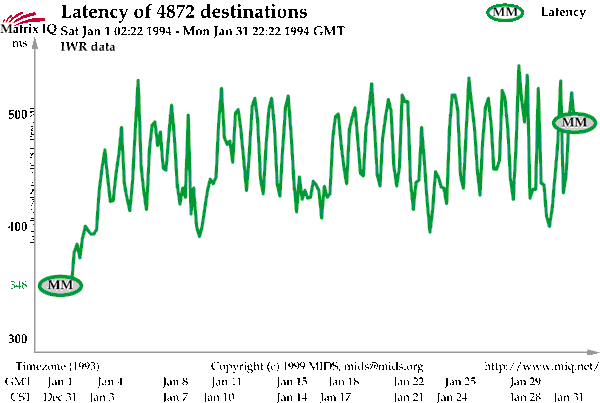 Latency of 4872 destinations
MM Latency
Matrix IQ
Sat Jan 1 02:22 1994 - Mon Jan 31 22:22 1994 GMT
ms
IWR data
500
MM
400
348
MM
300
Timezone (1993)
Copyright (c) 1999 MIDS, mids@mids.org
http://www.miq.net/
GMT Jan 1 Jan 4 Jan 8 Jan 11 Jan 15 Jan 18 Jan 22 Jan 25 Jan 29
CST Dec 31 Jan 3 Jan 7 Jan 10 Jan 14 Jan 17 Jan 21 Jan 24 Jan 28 Jan 31